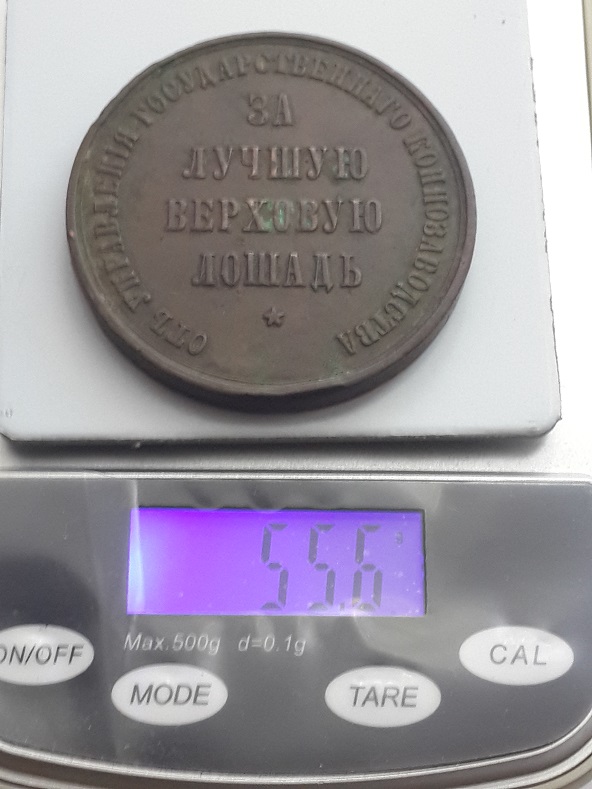 ОТЪ УПРАВЛЕНІЯ ГОСУДАРСТВЕННАГО КОННОЗАВОДСТВА
ЗА
ЛУЧШУЮ
ВЕРХОВУЮ
ЛОШАДЬ
55.6
Max.500g d=0.1g
ON/OFF
MODE
TARE
CAL